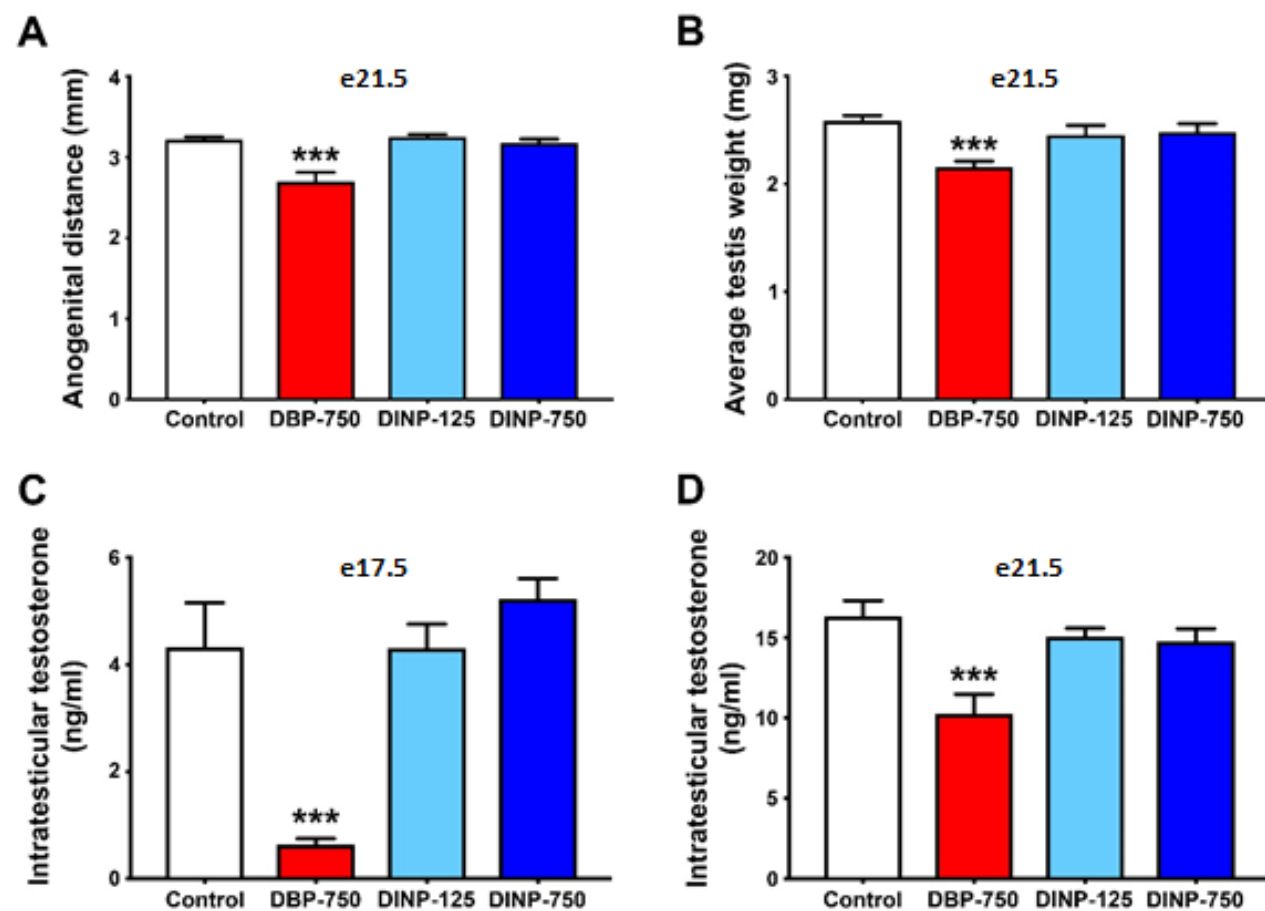 A
e21.5
Anogenital distance (mm)
4
3
2
1
0
***
Control DBP-750 DINP-125 DINP-750
B
e21.5
Average testis weight (mg)
3
2
1
0
***
Control DBP-750 DINP-125 DINP-750
C
e17.5
Intratesticular testosterone
(ng/ml)
6
4
2
0
***
Control DBP-750 DINP-125 DINP-750
D
e21.5
Intratesticular testosterone
(ng/ml)
20
15
10
5
0
***
Control DBP-750 DINP-125 DINP-750